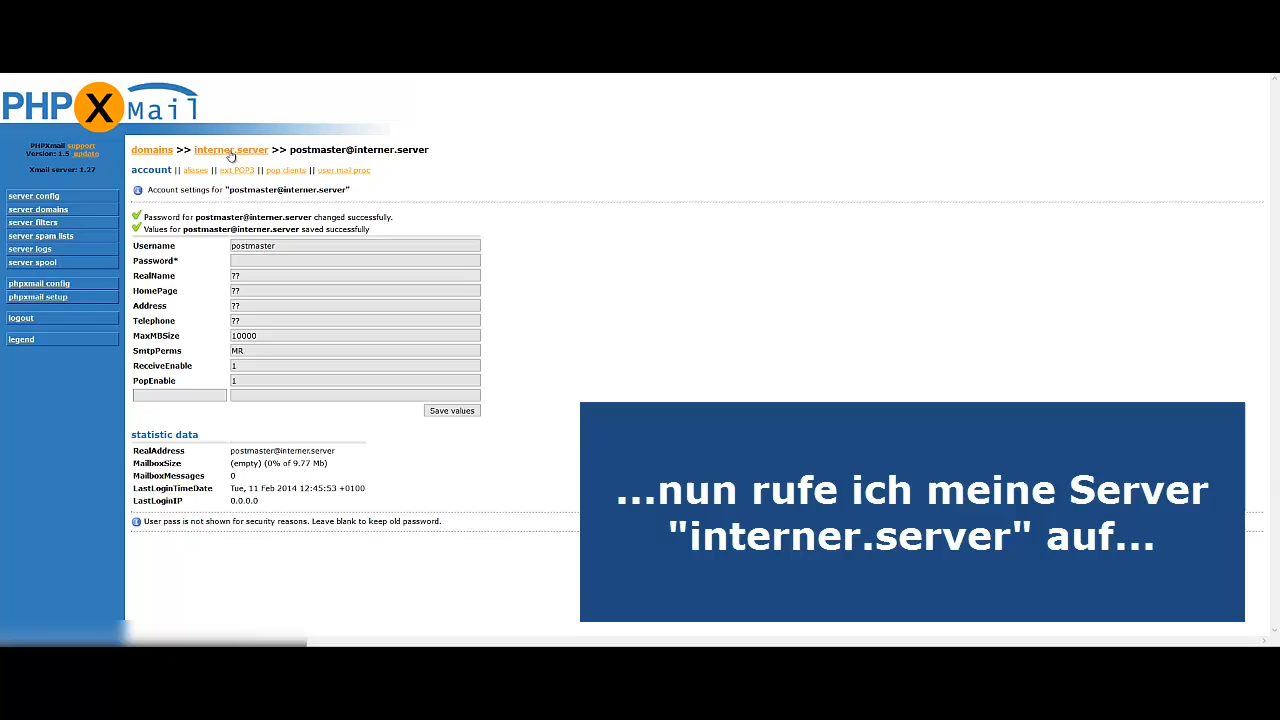 PHP X Mail
PHPXmail support
Version: 1.5 update
Xmail server: 1.27
server config
server domains
server filters
server spam lists
server logs
server spool
phpxmail config
phpxmail setup
logout
legend
domains >> interner.server >> postmaster@interner.server
account || aliases || ext POP3 || pop clients || user mail proc
Account settings for "postmaster@interner.server"
Password for postmaster@interner.server changed successfully.
Values for postmaster@interner.server saved successfully
Username postmaster
Password*
RealName ??
HomePage ??
Address ??
Telephone ??
MaxMBSize 10000
SmtpPerms MR
ReceiveEnable 1
PopEnable 1
Save values
statistic data
RealAddress postmaster@interner.server
MailboxSize (empty) (0% of 9.77 Mb)
MailboxMessages 0
LastLoginTimeDate Tue, 11 Feb 2014 12:45:53 +0100
LastLoginIP 0.0.0.0
User pass is not shown for security reasons. Leave blank to keep old password.
...nun rufe ich meine Server
"interner.server" auf...